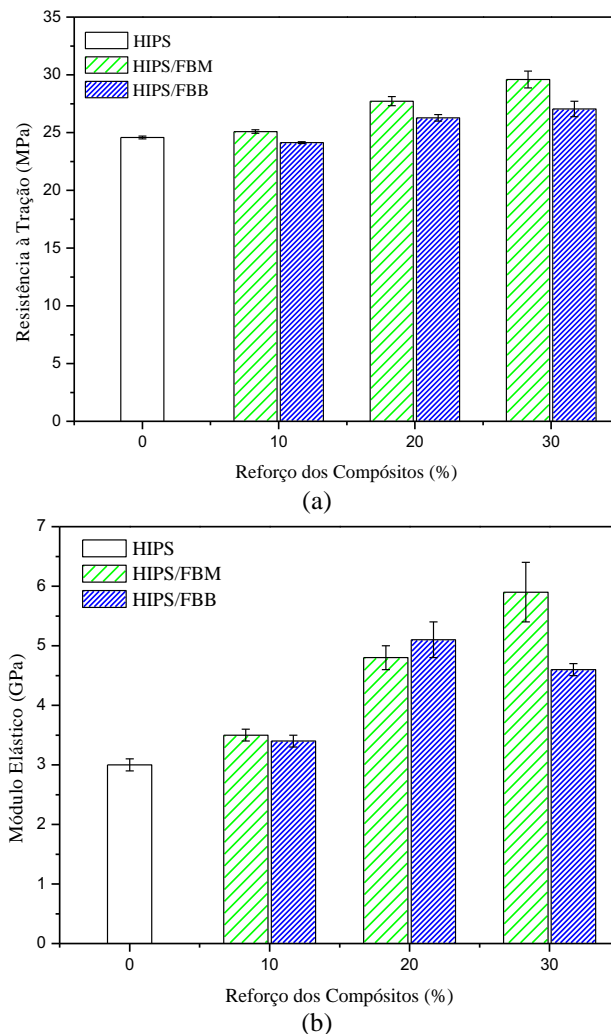 35
30
25
20
15
10
5
0
Resistência à Tração (MPa)
HIPS
HIPS/FBM
HIPS/FBB
0 10 20 30
Reforço dos Compósitos (%)
(a)
7
6
5
4
3
2
1
0
Módulo Elástico (GPa)
HIPS
HIPS/FBM
HIPS/FBB
0 10 20 30
Reforço dos Compósitos (%)
(b)